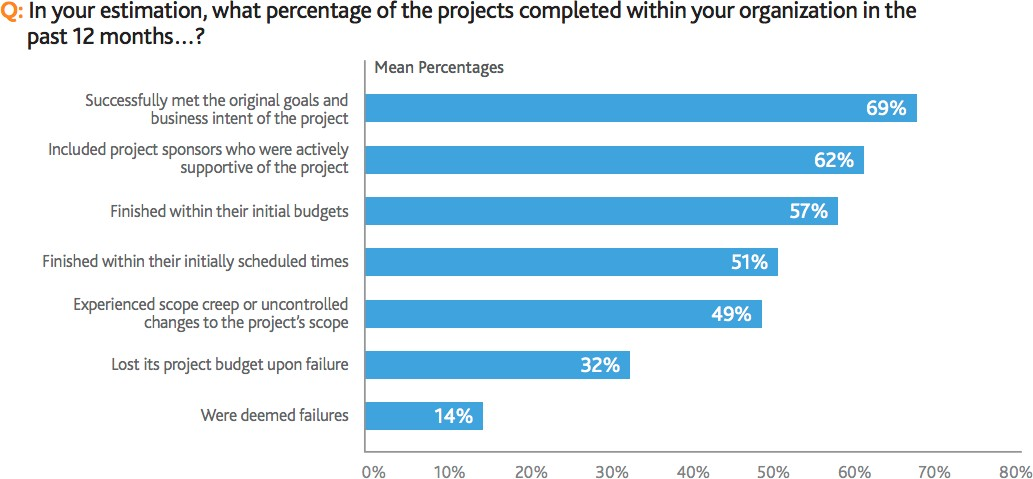 Q: In your estimation, what percentage of the projects completed within your organization in the
past 12 months…?
Mean Percentages
Successfully met the original goals and
business intent of the project
69%
Included project sponsors who were actively
supportive of the project
62%
Finished within their initial budgets
57%
Finished within their initially scheduled times
51%
Experienced scope creep or uncontrolled
changes to the project’s scope
49%
Lost its project budget upon failure
32%
Were deemed failures
14%
0% 10% 20% 30% 40% 50% 60% 70% 80%